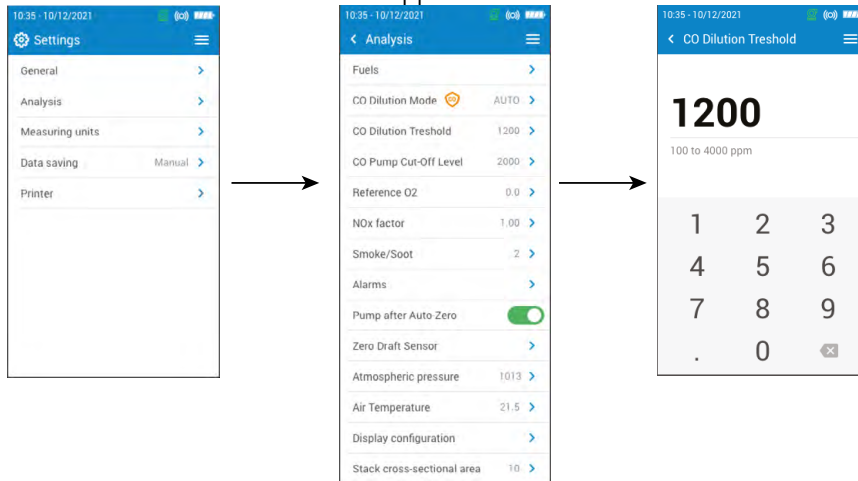 10:35 - 10/12/2021
Settings
General
Analysis
Measuring units
Data saving Manual
Printer
10:35 - 10/12/2021
Analysis
Fuels
CO Dilution Mode CO AUTO
CO Dilution Treshold 1200
CO Pump Cut-Off Level 2000
Reference O2 0.0
NOx factor 1.00
Smoke/Soot 2
Alarms
Pump after Auto Zero
Zero Draft Sensor
Atmospheric pressure 1013
Air Temperature 21.5
Display configuration
Stack cross-sectional area 10
10:35 - 10/12/2021
CO Dilution Treshold
1200
100 to 4000 ppm
1 2 3
4 5 6
7 8 9
. 0